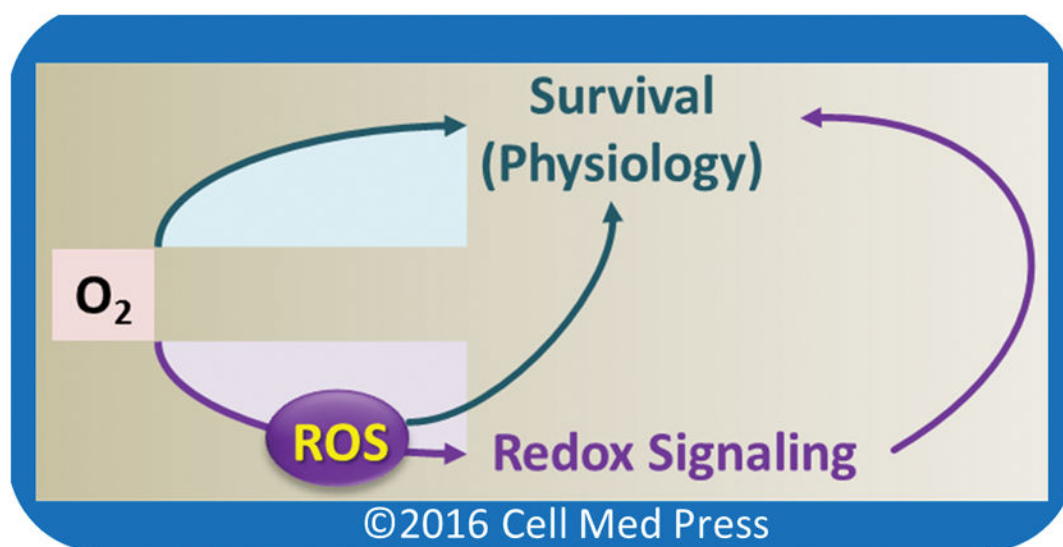 Survival
(Physiology)
O₂
ROS
Redox Signaling
©2016 Cell Med Press